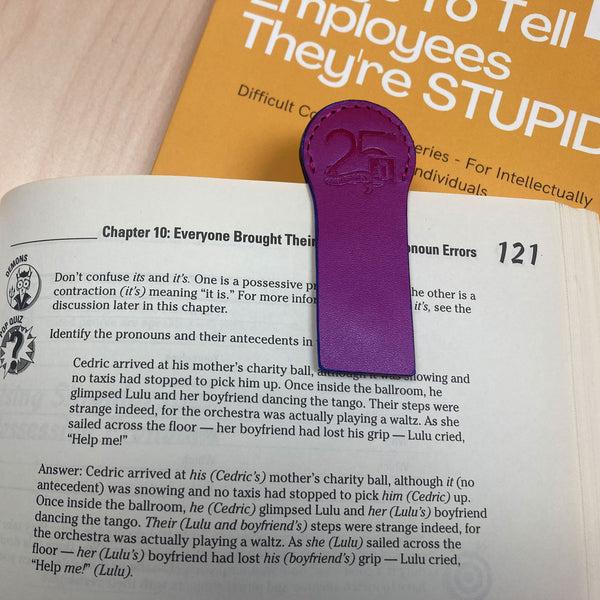 To Tell
Employees
They're STUPID
Difficult eries - For Intellectually
ndividuals
25
Chapter 10: Everyone Brought Their noun Errors 121
DEMONS
Don't confuse its and it's. One is a possessive he other is a
contraction (it's) meaning "it is." For more it's, see the
discussion later in this chapter.
POP QUIZ
?
Identify the pronouns and their antecedents in
Cedric arrived at his mother's charity ball, although it was snowing and
no taxis had stopped to pick him up. Once inside the ballroom, he
glimpsed Lulu and her boyfriend dancing the tango. Their steps were
strange indeed, for the orchestra was actually playing a waltz. As she
sailed across the floor — her boyfriend had lost his grip — Lulu cried,
"Help me!"
Answer: Cedric arrived at his (Cedric's) mother's charity ball, although it (no
antecedent) was snowing and no taxis had stopped to pick him (Cedric) up.
Once inside the ballroom, he (Cedric) glimpsed Lulu and her (Lulu's) boyfriend
dancing the tango. Their (Lulu and boyfriend's) steps were strange indeed, for
the orchestra was actually playing a waltz. As she (Lulu) sailed across the
floor — her (Lulu's) boyfriend had lost his (boyfriend's) grip — Lulu cried,
"Help me!" (Lulu).